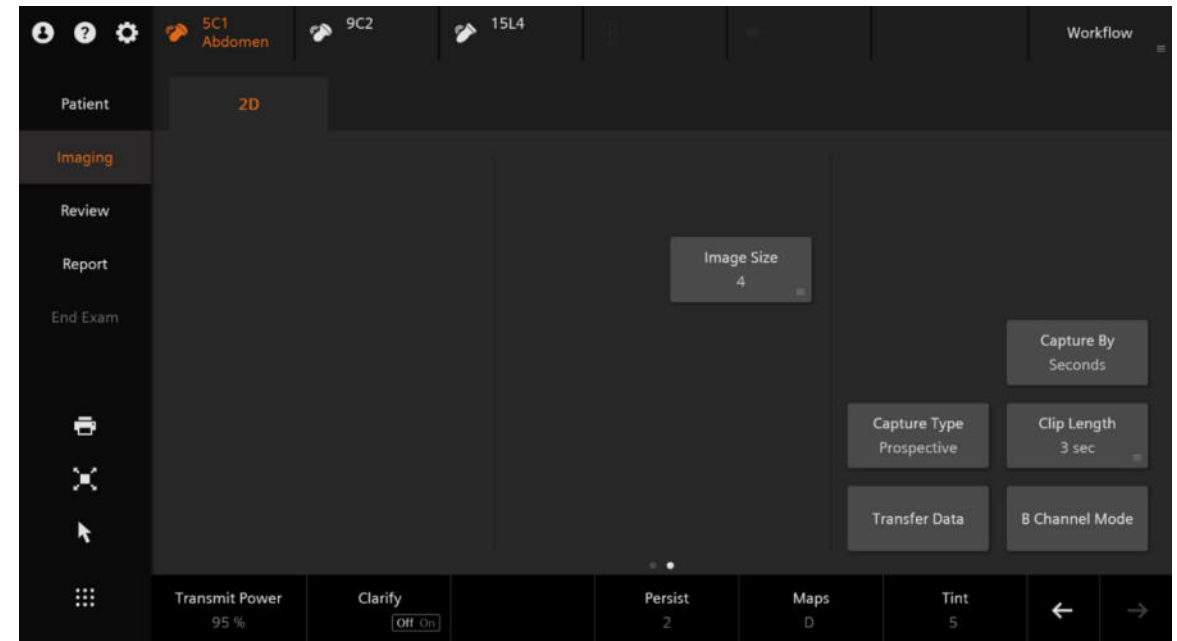 5C1
Abdomen
9C2
15L4
Workflow
Patient
2D
Imaging
Review
Report
End Exam
Image Size
4
Capture By
Seconds
Capture Type
Prospective
Clip Length
3 sec
Transfer Data
B Channel Mode
Transmit Power
95 %
Clarify
Off On
Persist
2
Maps
D
Tint
5